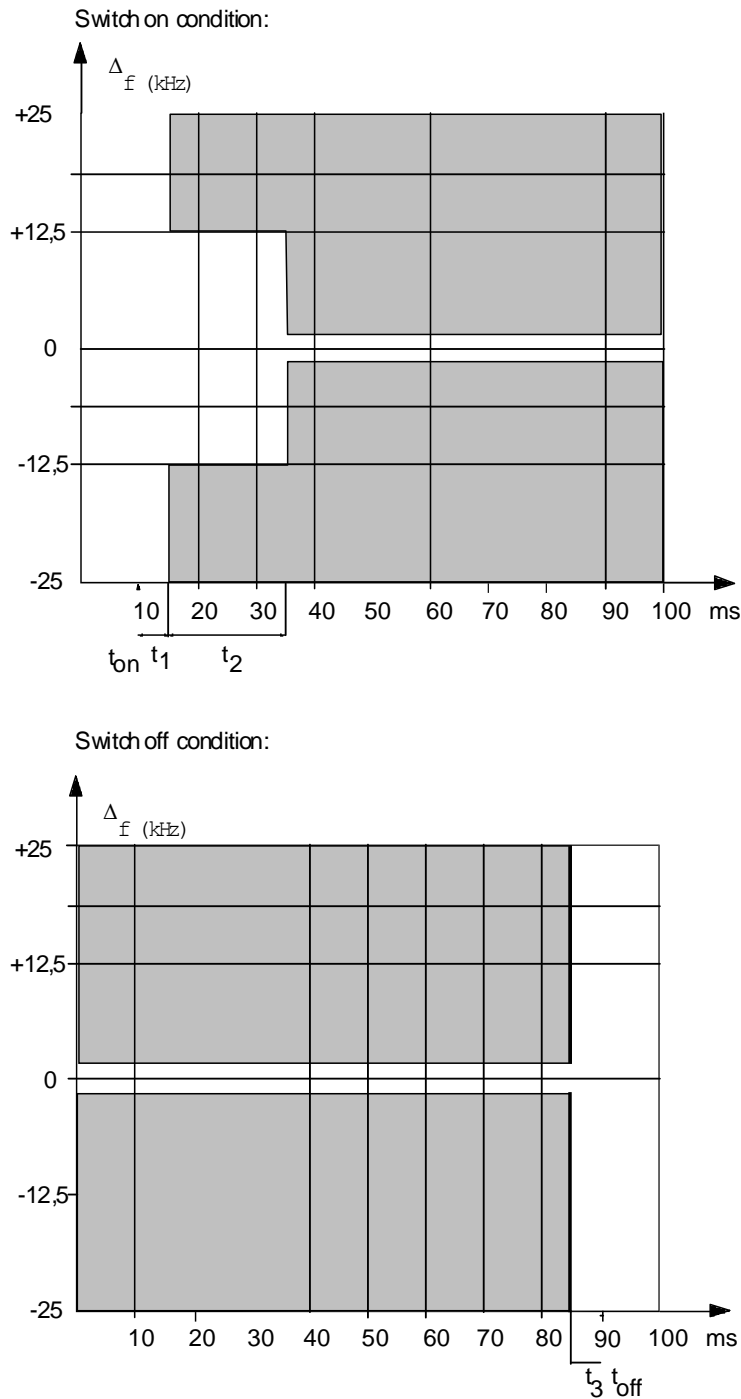 Switch on condition:
Δf (kHz)
+25
+12,5
0
-12,5
-25
10 20 30 40 50 60 70 80 90 100 ms
ton t1 t2
Switch off condition:
Δf (kHz)
+25
+12,5
0
-12,5
-25
10 20 30 40 50 60 70 80 90 100 ms
t3 toff